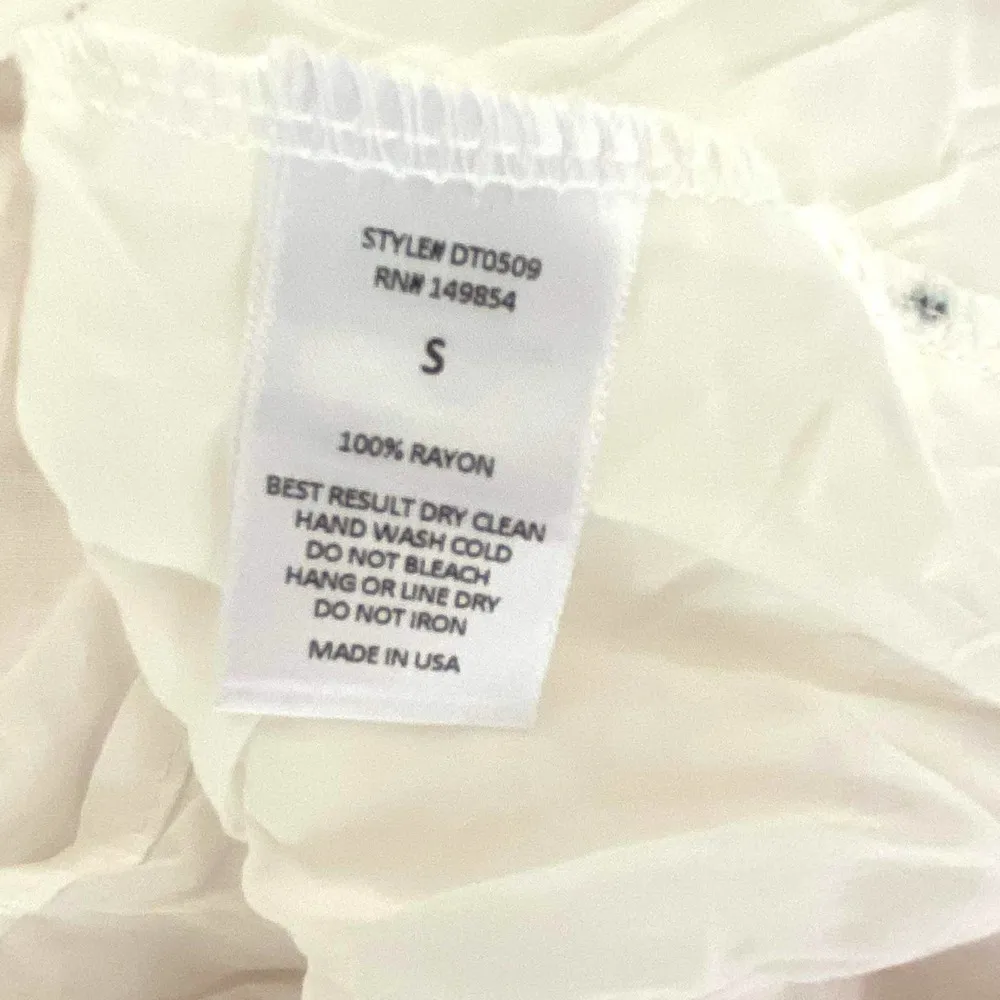 STYLE# DT0509
RN# 149854
S
100% RAYON
BEST RESULT DRY CLEAN
HAND WASH COLD
DO NOT BLEACH
HANG OR LINE DRY
DO NOT IRON
MADE IN USA